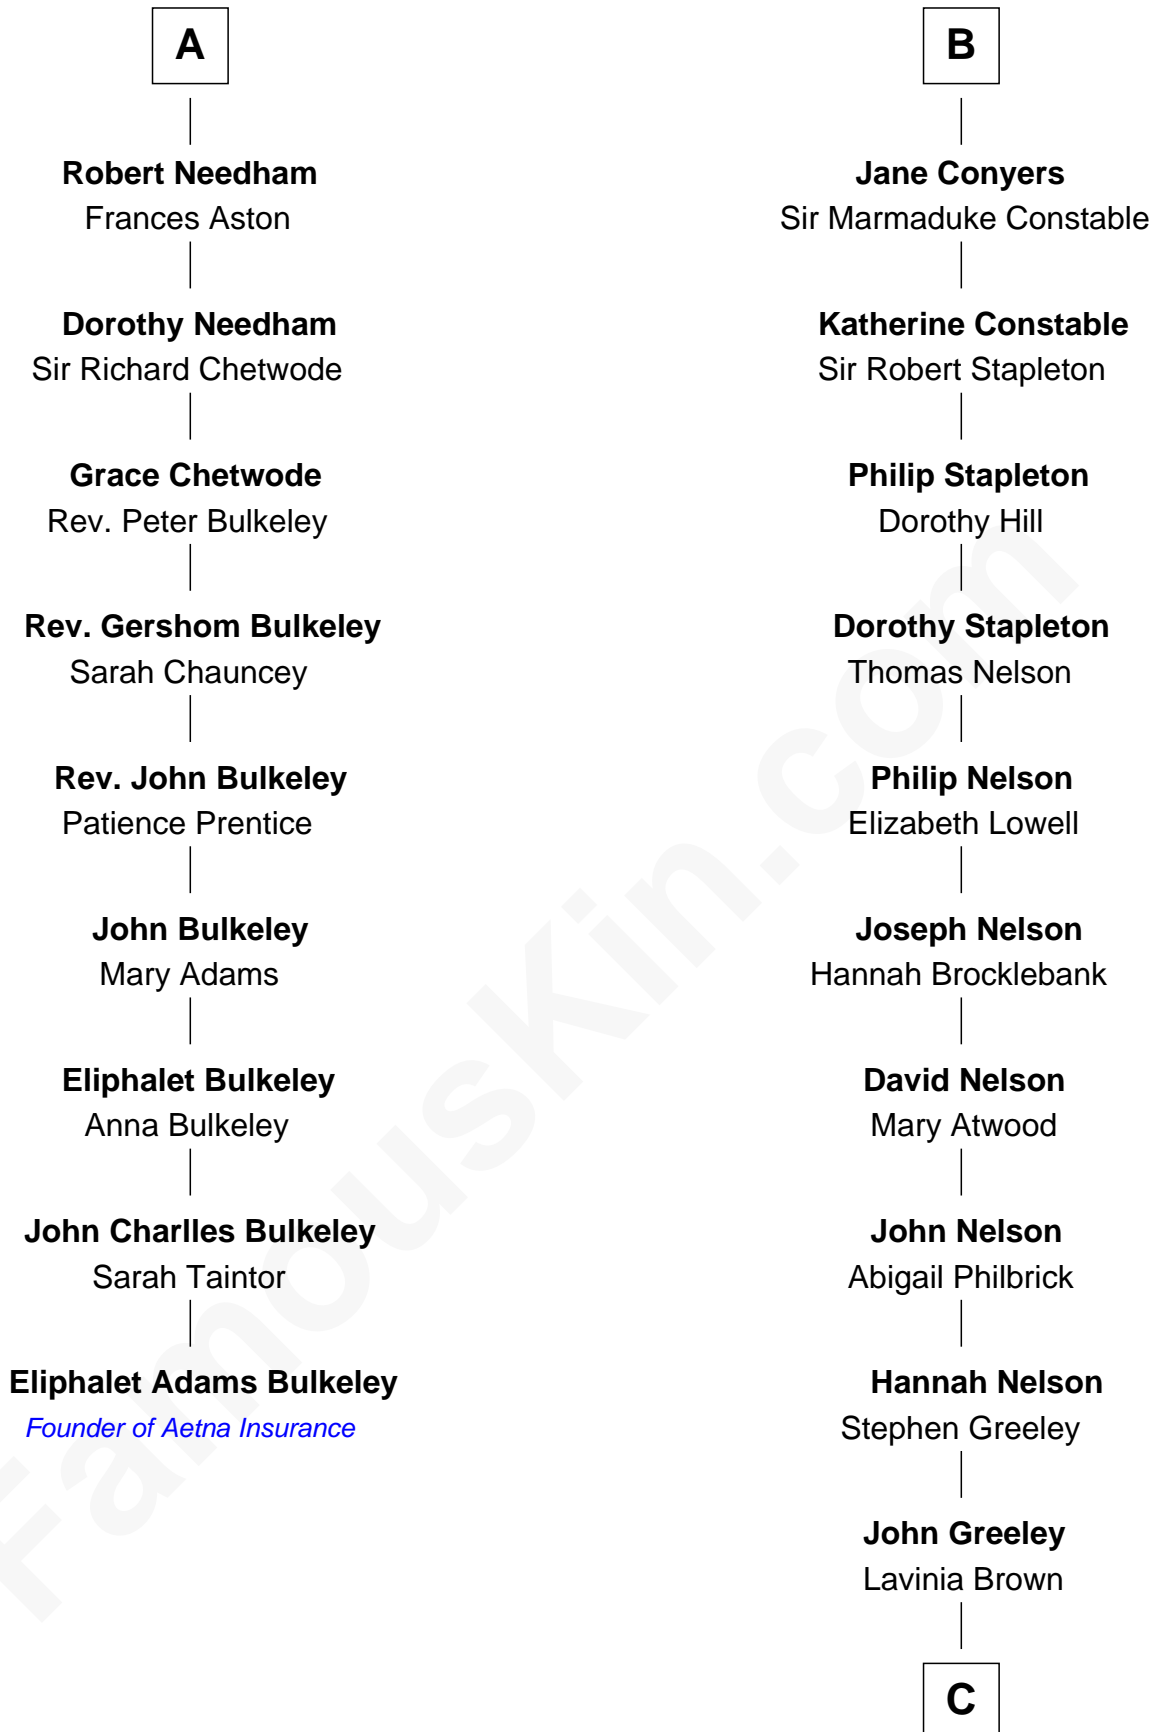 A
Robert Needham
Frances Aston
Dorothy Needham
Sir Richard Chetwode
Grace Chetwode
Rev. Peter Bulkeley
Rev. Gershom Bulkeley
Sarah Chauncey
Rev. John Bulkeley
Patience Prentice
John Bulkeley
Mary Adams
Eliphalet Bulkeley
Anna Bulkeley
John Charlles Bulkeley
Sarah Taintor
Eliphalet Adams Bulkeley
Founder of Aetna Insurance
B
Jane Conyers
Sir Marmaduke Constable
Katherine Constable
Sir Robert Stapleton
Philip Stapleton
Dorothy Hill
Dorothy Stapleton
Thomas Nelson
Philip Nelson
Elizabeth Lowell
Joseph Nelson
Hannah Brocklebank
David Nelson
Mary Atwood
John Nelson
Abigail Philbrick
Hannah Nelson
Stephen Greeley
John Greeley
Lavinia Brown
C
FamousKin.com